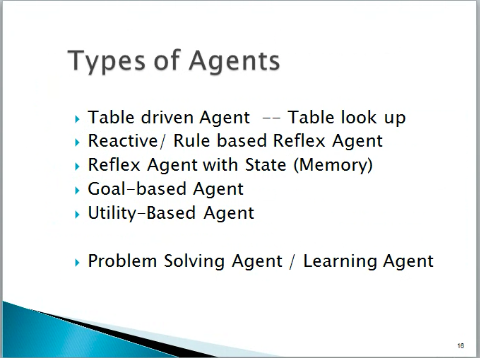 Types of Agents
Table driven Agent -- Table look up
Reactive/ Rule based Reflex Agent
Reflex Agent with State (Memory)
Goal-based Agent
Utility-Based Agent
Problem Solving Agent / Learning Agent
16